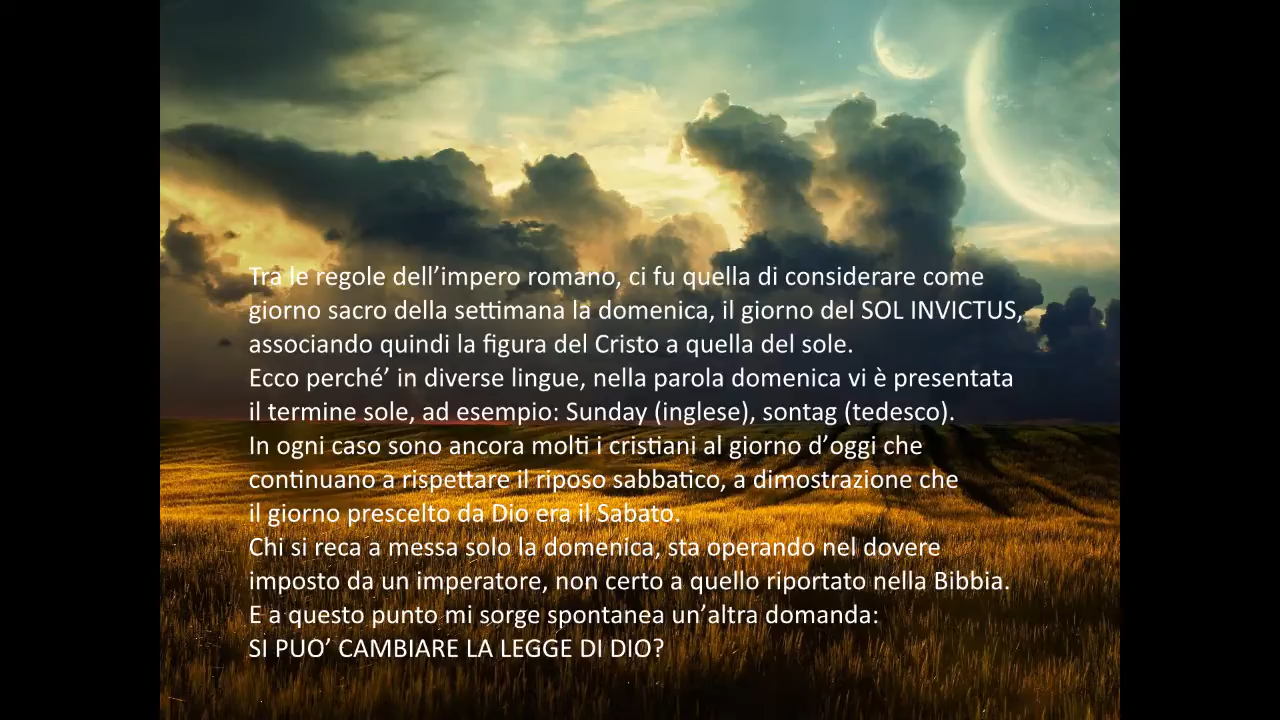 Tra le regole dell’impero romano, ci fu quella di considerare come
giorno sacro della settimana la domenica, il giorno del SOL INVICTUS,
associando quindi la figura del Cristo a quella del sole.
Ecco perché’ in diverse lingue, nella parola domenica vi è presentata
il termine sole, ad esempio: Sunday (inglese), sontag (tedesco).
In ogni caso sono ancora molti i cristiani al giorno d’oggi che
continuano a rispettare il riposo sabbatico, a dimostrazione che
il giorno prescelto da Dio era il Sabato.
Chi si reca a messa solo la domenica, sta operando nel dovere
imposto da un imperatore, non certo a quello riportato nella Bibbia.
E a questo punto mi sorge spontanea un’altra domanda:
SI PUO’ CAMBIARE LA LEGGE DI DIO?